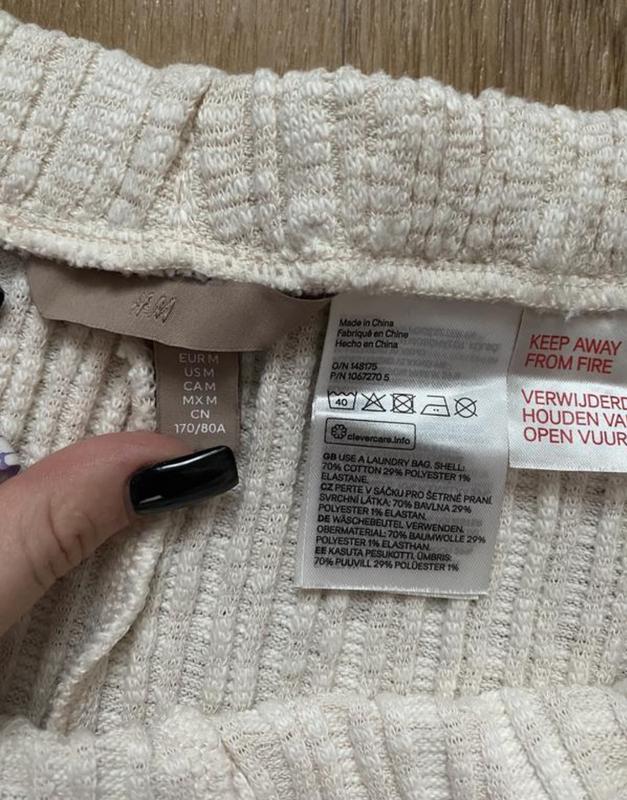 H&M
EUR M
US M
CA M
MX M
CN
170/80A
Made in China
Fabriqué en Chine
Hecho en China
O/N 148175
P/N 1067270 5
40
clevercare.info
GB USE A LAUNDRY BAG. SHELL:
70% COTTON 29% POLYESTER 1%
ELASTANE.
CZ PERTE V SÁČKU PRO ŠETRNÉ PRANÍ.
SVRCHNÍ LÁTKA: 70% BAVLNA 29%
POLYESTER 1% ELASTAN.
DE WÄSCHEBEUTEL VERWENDEN.
OBERMATERIAL: 70% BAUMWOLLE 29%
POLYESTER 1% ELASTHAN.
EE KASUTA PESUKOTTI. ÜMBRIS:
70% PUUVILL 29% POLÜESTER 1%
KEEP AWAY
FROM FIRE
VERWIJDERD
HOUDEN VA
OPEN VUUR